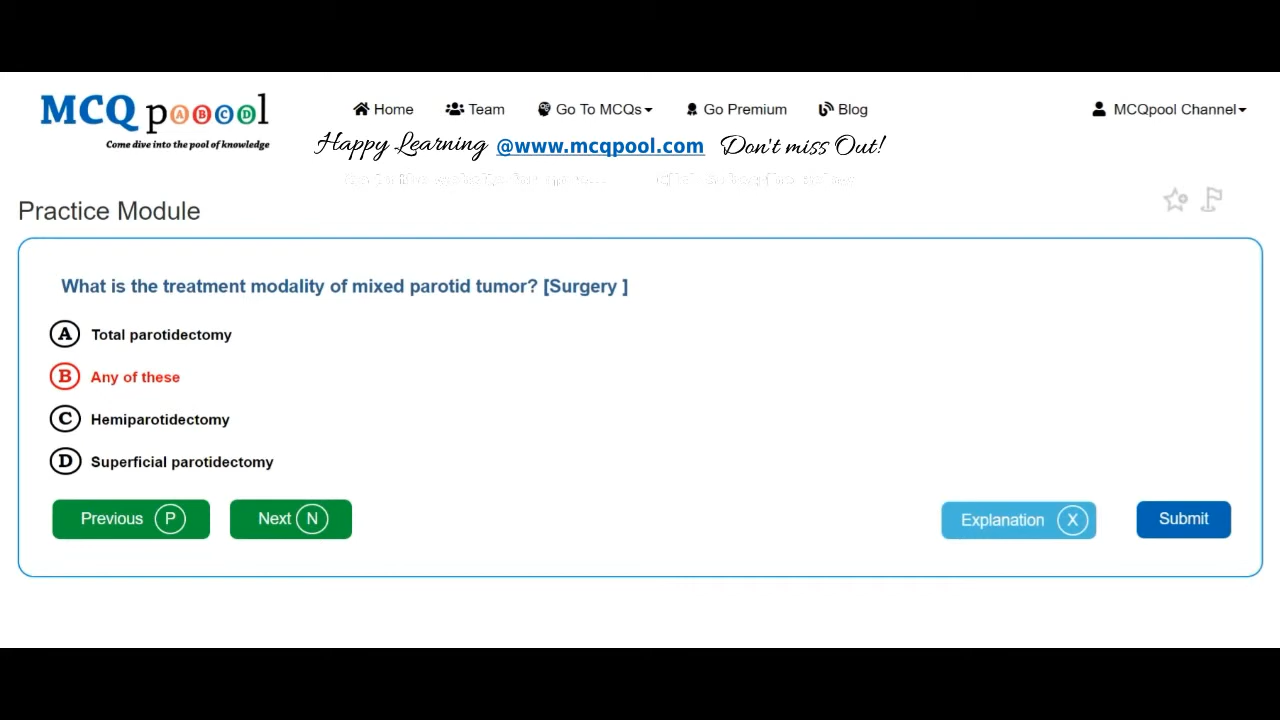 MCQ pABCDl
Come dive into the pool of knowledge
Home Team Go To MCQs Go Premium Blog MCQpool Channel
Happy Learning @www.mcqpool.com Don't miss Out!
Practice Module
What is the treatment modality of mixed parotid tumor? [Surgery ]
A Total parotidectomy
B Any of these
C Hemiparotidectomy
D Superficial parotidectomy
Previous P Next N Explanation X Submit